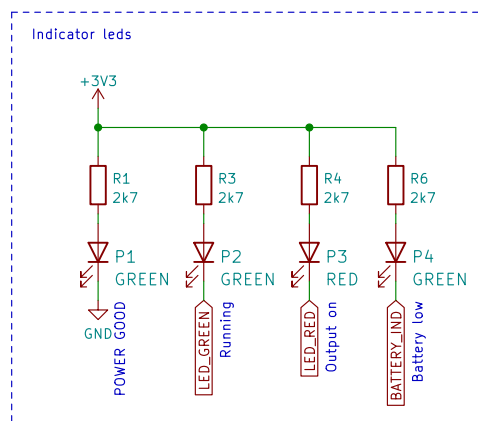 Indicator leds
+3V3
R1
2k7
R3
2k7
R4
2k7
R6
2k7
P1
GREEN
P2
GREEN
P3
RED
P4
GREEN
GND
POWER GOOD
LED_GREEN
Running
LED_RED
Output on
BATTERY_IND
Battery low